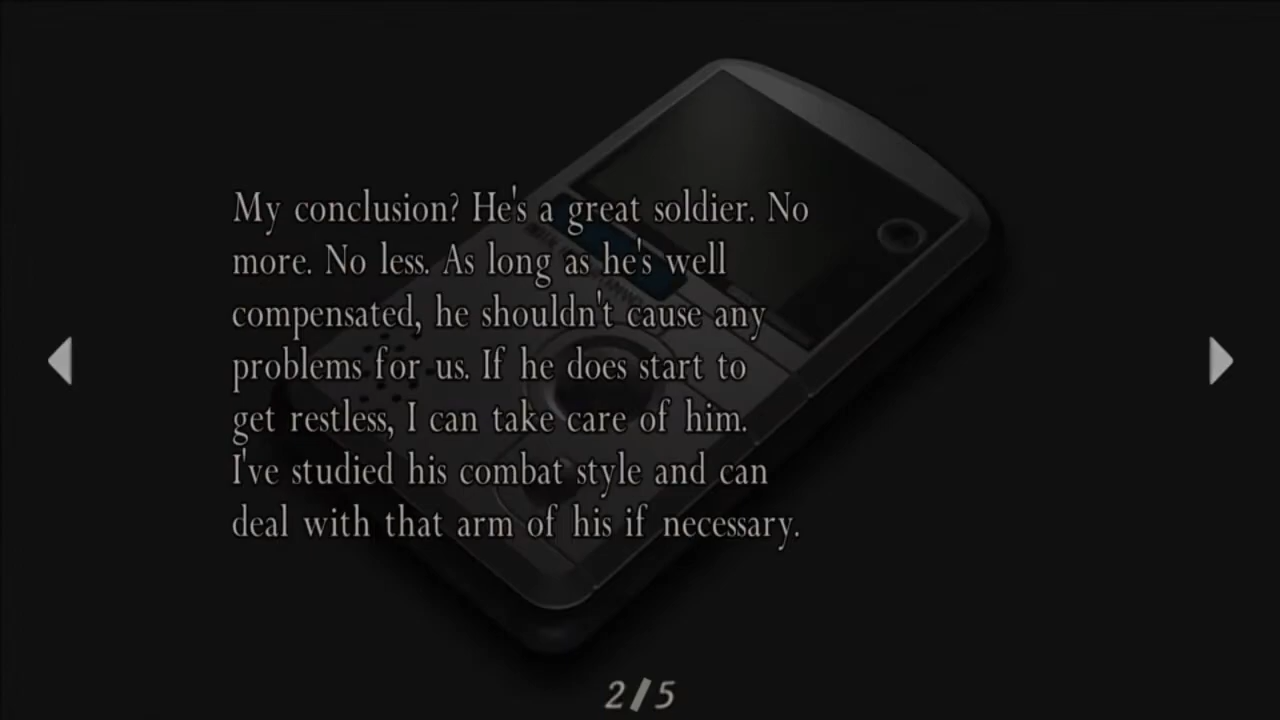 My conclusion? He's a great soldier. No
more. No less. As long as he's well
compensated, he shouldn't cause any
problems for us. If he does start to
get restless, I can take care of him.
I've studied his combat style and can
deal with that arm of his if necessary.
2/5